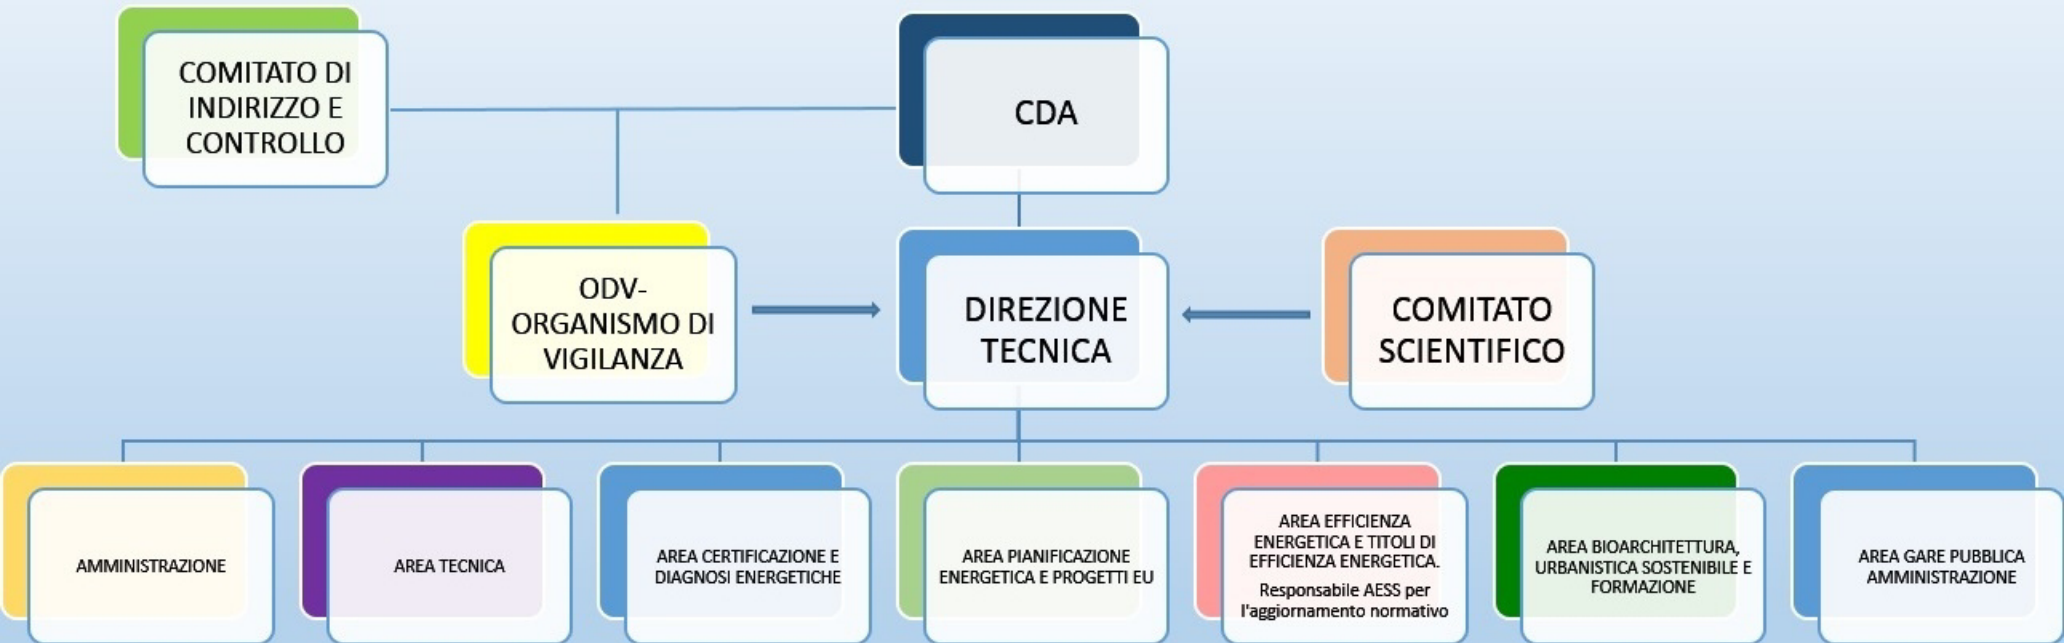 COMITATO DI
INDIRIZZO E
CONTROLLO
CDA
ODV-
ORGANISMO DI
VIGILANZA
DIREZIONE
TECNICA
COMITATO
SCIENTIFICO
AMMINISTRAZIONE
AREA TECNICA
AREA CERTIFICAZIONE E
DIAGNOSI ENERGETICHE
AREA PIANIFICAZIONE
ENERGETICA E PROGETTI EU
AREA EFFICIENZA
ENERGETICA E TITOLI DI
EFFICIENZA ENERGETICA.
Responsabile AESS per
l'aggiornamento normativo
AREA BIOARCHITETTURA,
URBANISTICA SOSTENIBILE E
FORMAZIONE
AREA GARE PUBBLICA
AMMINISTRAZIONE